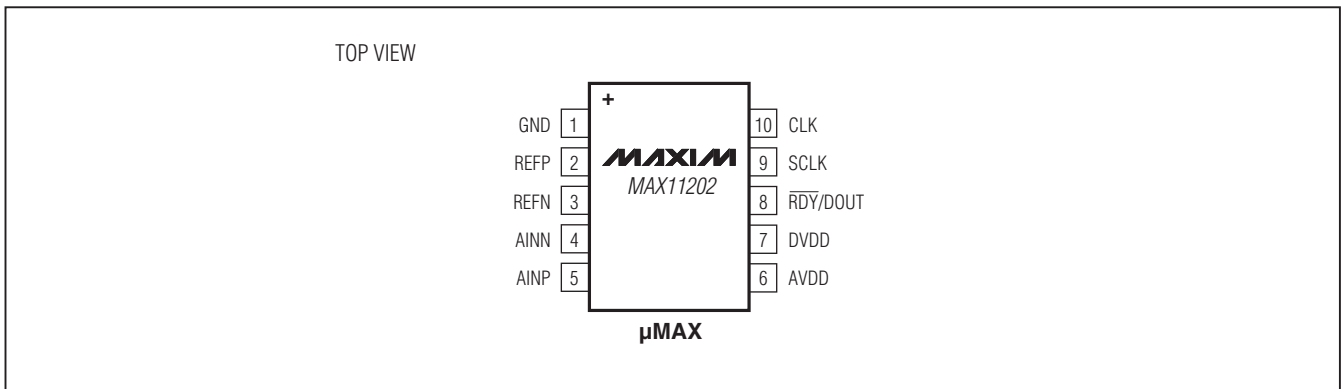 TOP VIEW
+
GND 1
REFP 2
REFN 3
AINN 4
AINP 5
MAXIM
MAX11202
10 CLK
9 SCLK
8 R̅D̅Y̅/DOUT
7 DVDD
6 AVDD
µMAX